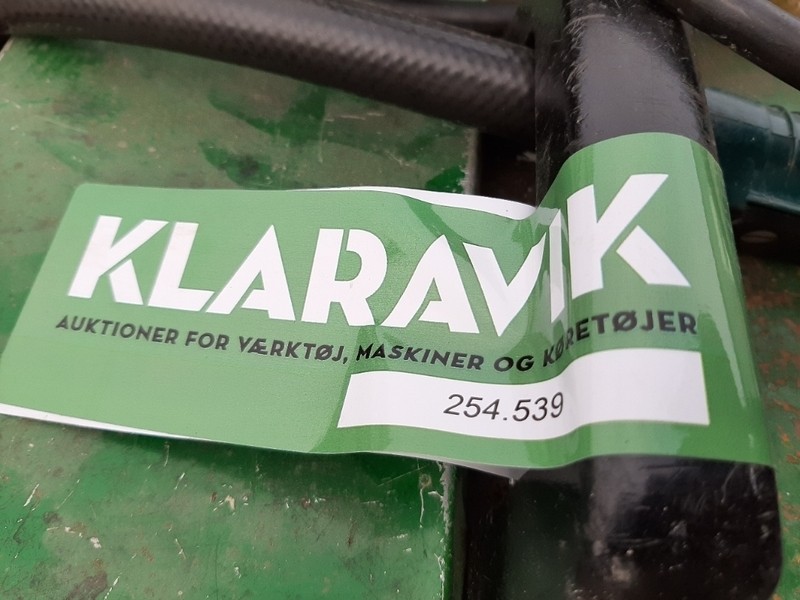 KLARAVIK
AUKTIONER FOR VÆRKTØJ, MASKINER OG KØRETØJER
254.539